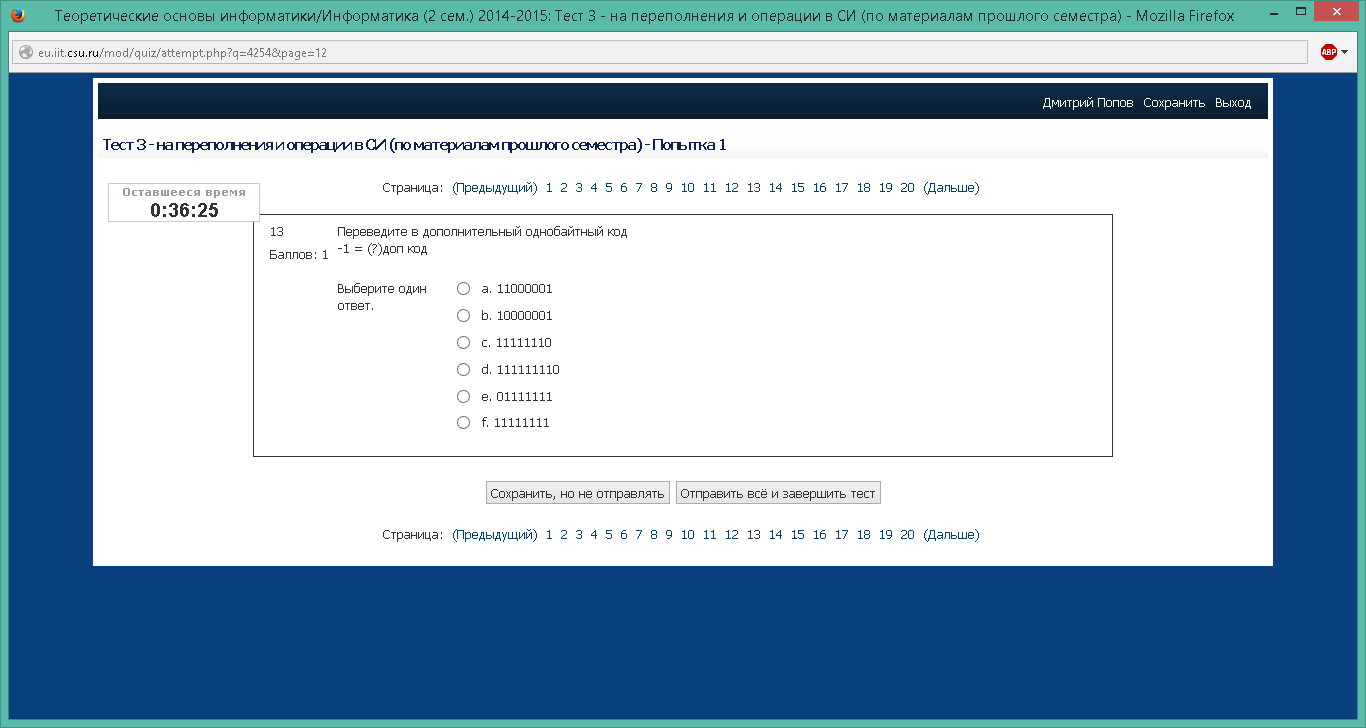 Теоретические основы информатики/Информатика (2 сем.) 2014-2015: Тест 3 - на переполнения и операции в СИ (по материалам прошлого семестра) - Mozilla Firefox
eu.iit.csu.ru/mod/quiz/attempt.php?q=4254&page=12
ABP
Дмитрий Попов Сохранить Выход
Тест 3 - на переполнения и операции в СИ (по материалам прошлого семестра) - Попытка 1
Оставшееся время
0:36:25
Страница: (Предыдущий) 1 2 3 4 5 6 7 8 9 10 11 12 13 14 15 16 17 18 19 20 (Дальше)
13
Баллов: 1
Переведите в дополнительный однобайтный код
-1 = (?)доп код
Выберите один
ответ.
a. 11000001
b. 10000001
c. 11111110
d. 111111110
e. 01111111
f. 11111111
Сохранить, но не отправлять Отправить всё и завершить тест
Страница: (Предыдущий) 1 2 3 4 5 6 7 8 9 10 11 12 13 14 15 16 17 18 19 20 (Дальше)